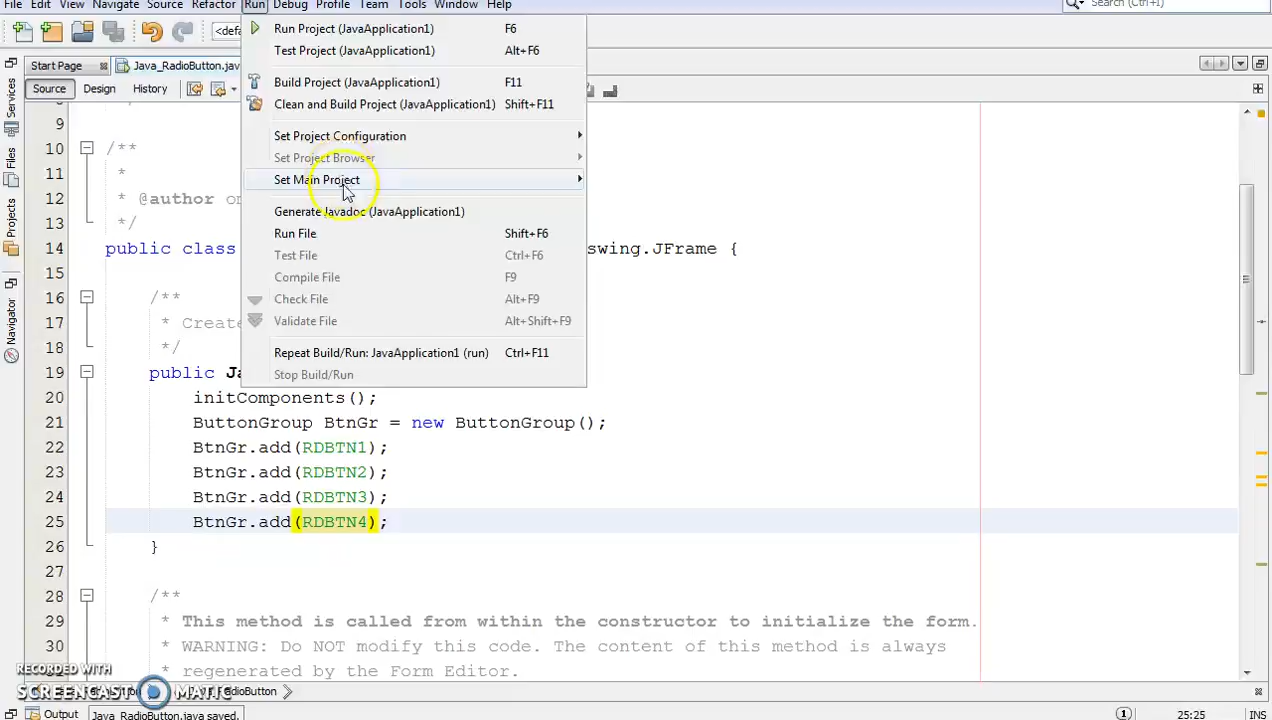 File Edit View Navigate Source Refactor Run Debug Profile Team Tools Window Help
Search (Ctrl+I)
<def
Run Project (JavaApplication1) F6
Test Project (JavaApplication1) Alt+F6
Build Project (JavaApplication1) F11
Clean and Build Project (JavaApplication1) Shift+F11
Set Project Configuration
Set Project Browser
Set Main Project
Generate Javadoc (JavaApplication1)
Run File Shift+F6
Test File Ctrl+F6
Compile File F9
Check File Alt+F9
Validate File Alt+Shift+F9
Repeat Build/Run: JavaApplication1 (run) Ctrl+F11
Stop Build/Run
Start Page Java_RadioButton.jav
Source Design History
Services
Files
Projects
Navigator
9
10 /**
11 *
12 * @author
13 */
14 public class swing.JFrame {
15
16 /**
17 * Create
18 */
19 public
20 initComponents();
21 ButtonGroup BtnGr = new ButtonGroup();
22 BtnGr.add(RDBTN1);
23 BtnGr.add(RDBTN2);
24 BtnGr.add(RDBTN3);
25 BtnGr.add(RDBTN4);
26 }
27
28 /**
29 * This method is called from within the constructor to initialize the form.
30 * WARNING: Do NOT modify this code. The content of this method is always
* regenerated by the Form Editor.
RECORDED WITH
SCREENCAST MATIC
Output Java_RadioButton.java saved. 1 25:25 INS